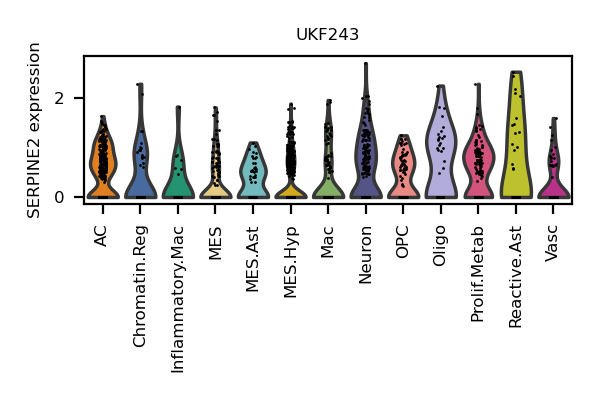 UKF243
SERPINE2 expression
2
0
AC
Chromatin.Reg
Inflammatory.Mac
MES
MES.Ast
MES.Hyp
Mac
Neuron
OPC
Oligo
Prolif.Metab
Reactive.Ast
Vasc